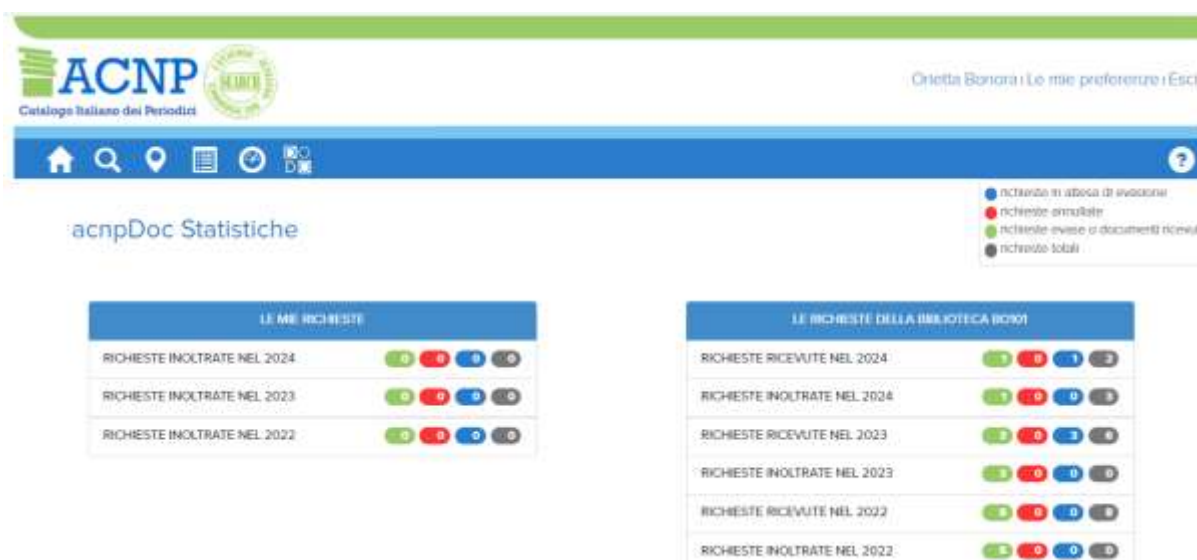 ACNP
SEARCH
Catalogo Italiano dei Periodici
Orietta Bonora | Le mie preferenze | Esci
?
richieste in attesa di evasione
richieste annullate
richieste evase o documenti ricevut
richieste totali
acnpDoc Statistiche
LE MIE RICHIESTE
RICHIESTE INOLTRATE NEL 2024 0 0 0 0
RICHIESTE INOLTRATE NEL 2023 0 0 0 0
RICHIESTE INOLTRATE NEL 2022 0 0 0 0
LE RICHIESTE DELLA BIBLIOTECA BO101
RICHIESTE RICEVUTE NEL 2024 1 0 1 2
RICHIESTE INOLTRATE NEL 2024 1 0 0 3
RICHIESTE RICEVUTE NEL 2023 0 3 6
RICHIESTE INOLTRATE NEL 2023 0 0
RICHIESTE RICEVUTE NEL 2022 0 0
RICHIESTE INOLTRATE NEL 2022 0 0